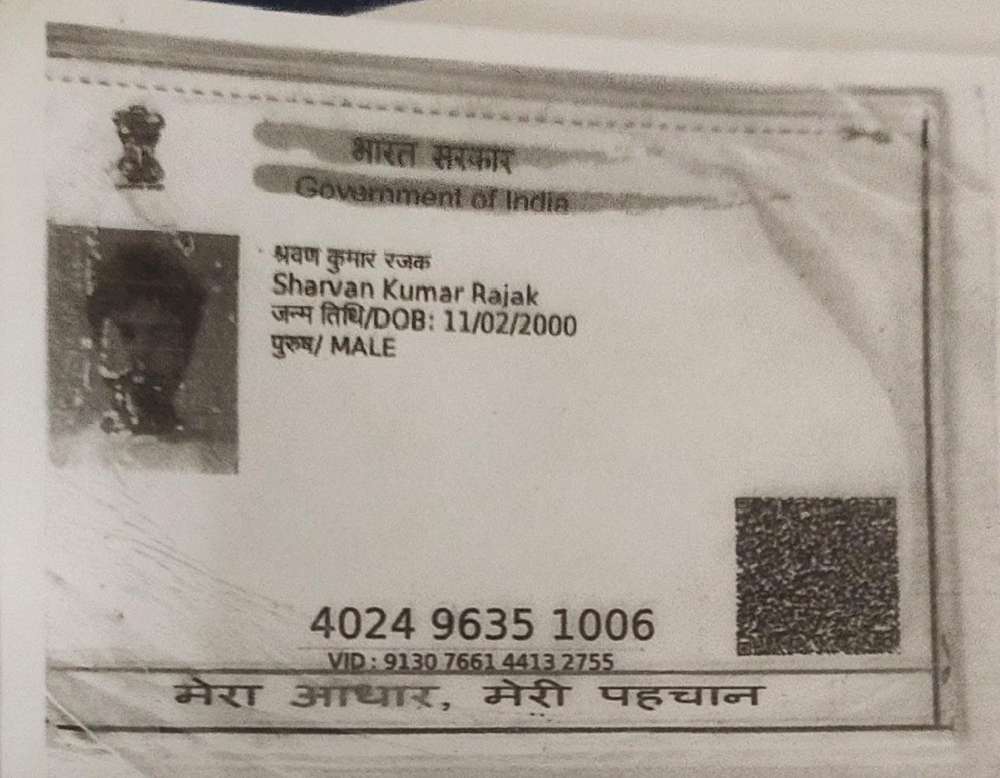 भारत सरकार
Government of India
श्रवण कुमार रजक
Sharvan Kumar Rajak
जन्म तिथि/DOB: 11/02/2000
पुरुष/ MALE
4024 9635 1006
VID : 9130 7661 4413 2755
मेरा आधार, मेरी पहचान